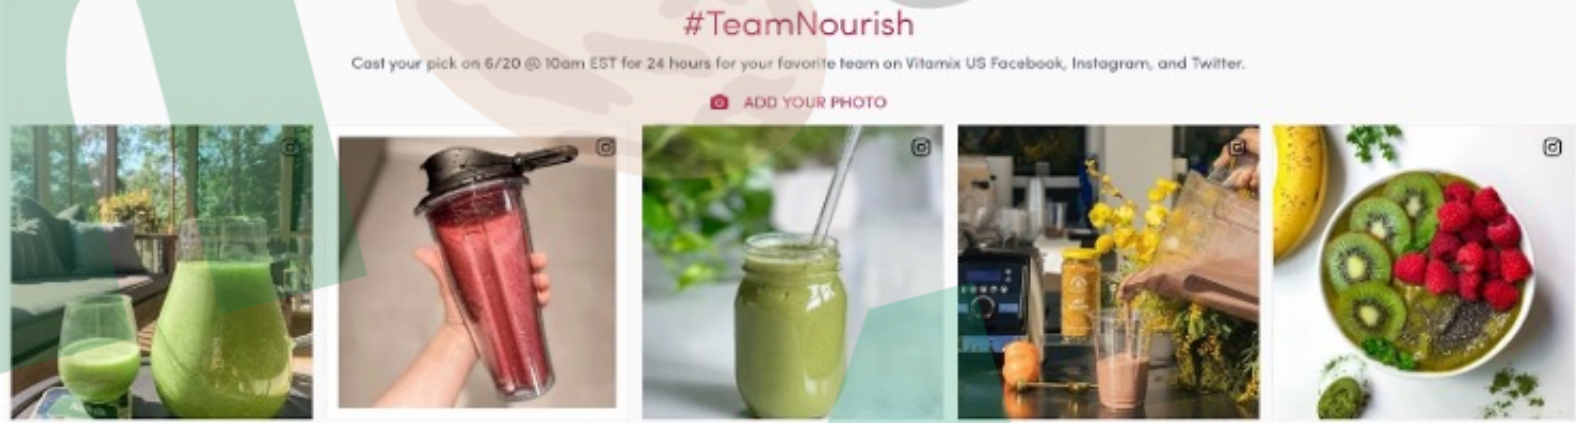 #TeamNourish
Cast your pick on 6/20 @ 10am EST for 24 hours for your favorite team on Vitamix US Facebook, Instagram, and Twitter.
ADD YOUR PHOTO